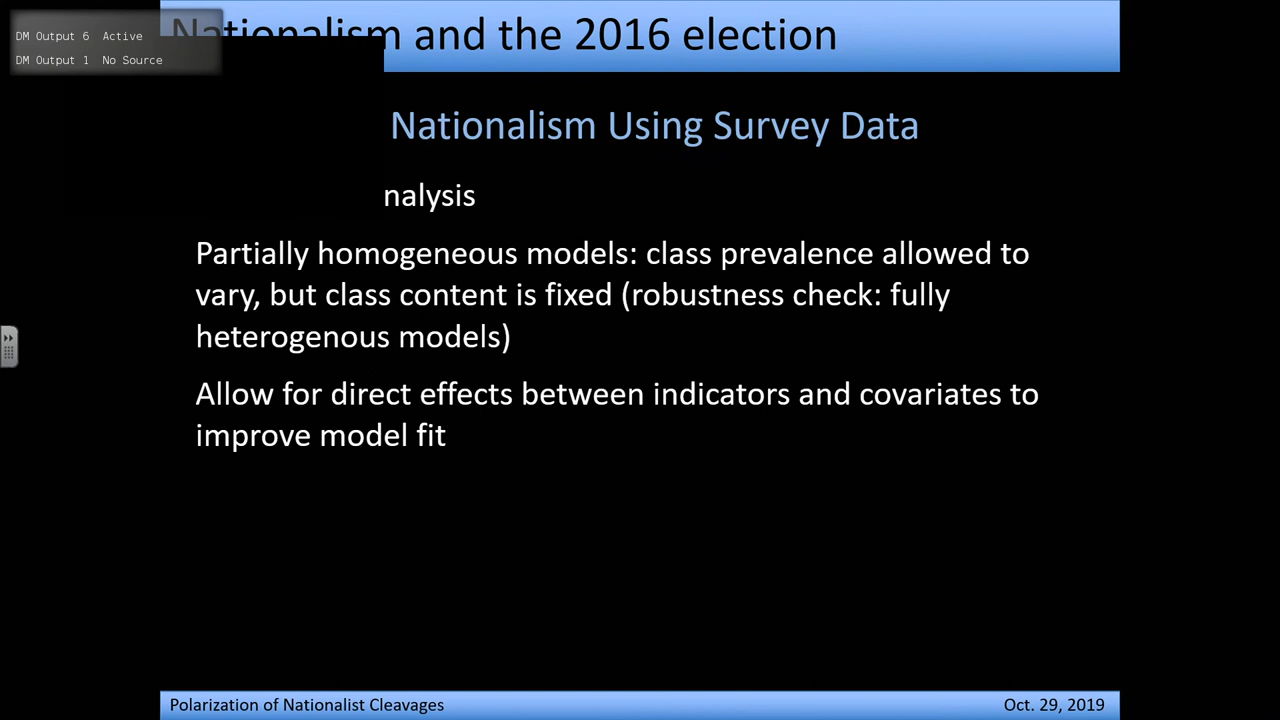 DM Output 6 Active
DM Output 1 No Source
Nationalism and the 2016 election
Nationalism Using Survey Data
nalysis
Partially homogeneous models: class prevalence allowed to
vary, but class content is fixed (robustness check: fully
heterogenous models)
Allow for direct effects between indicators and covariates to
improve model fit
Polarization of Nationalist Cleavages
Oct. 29, 2019